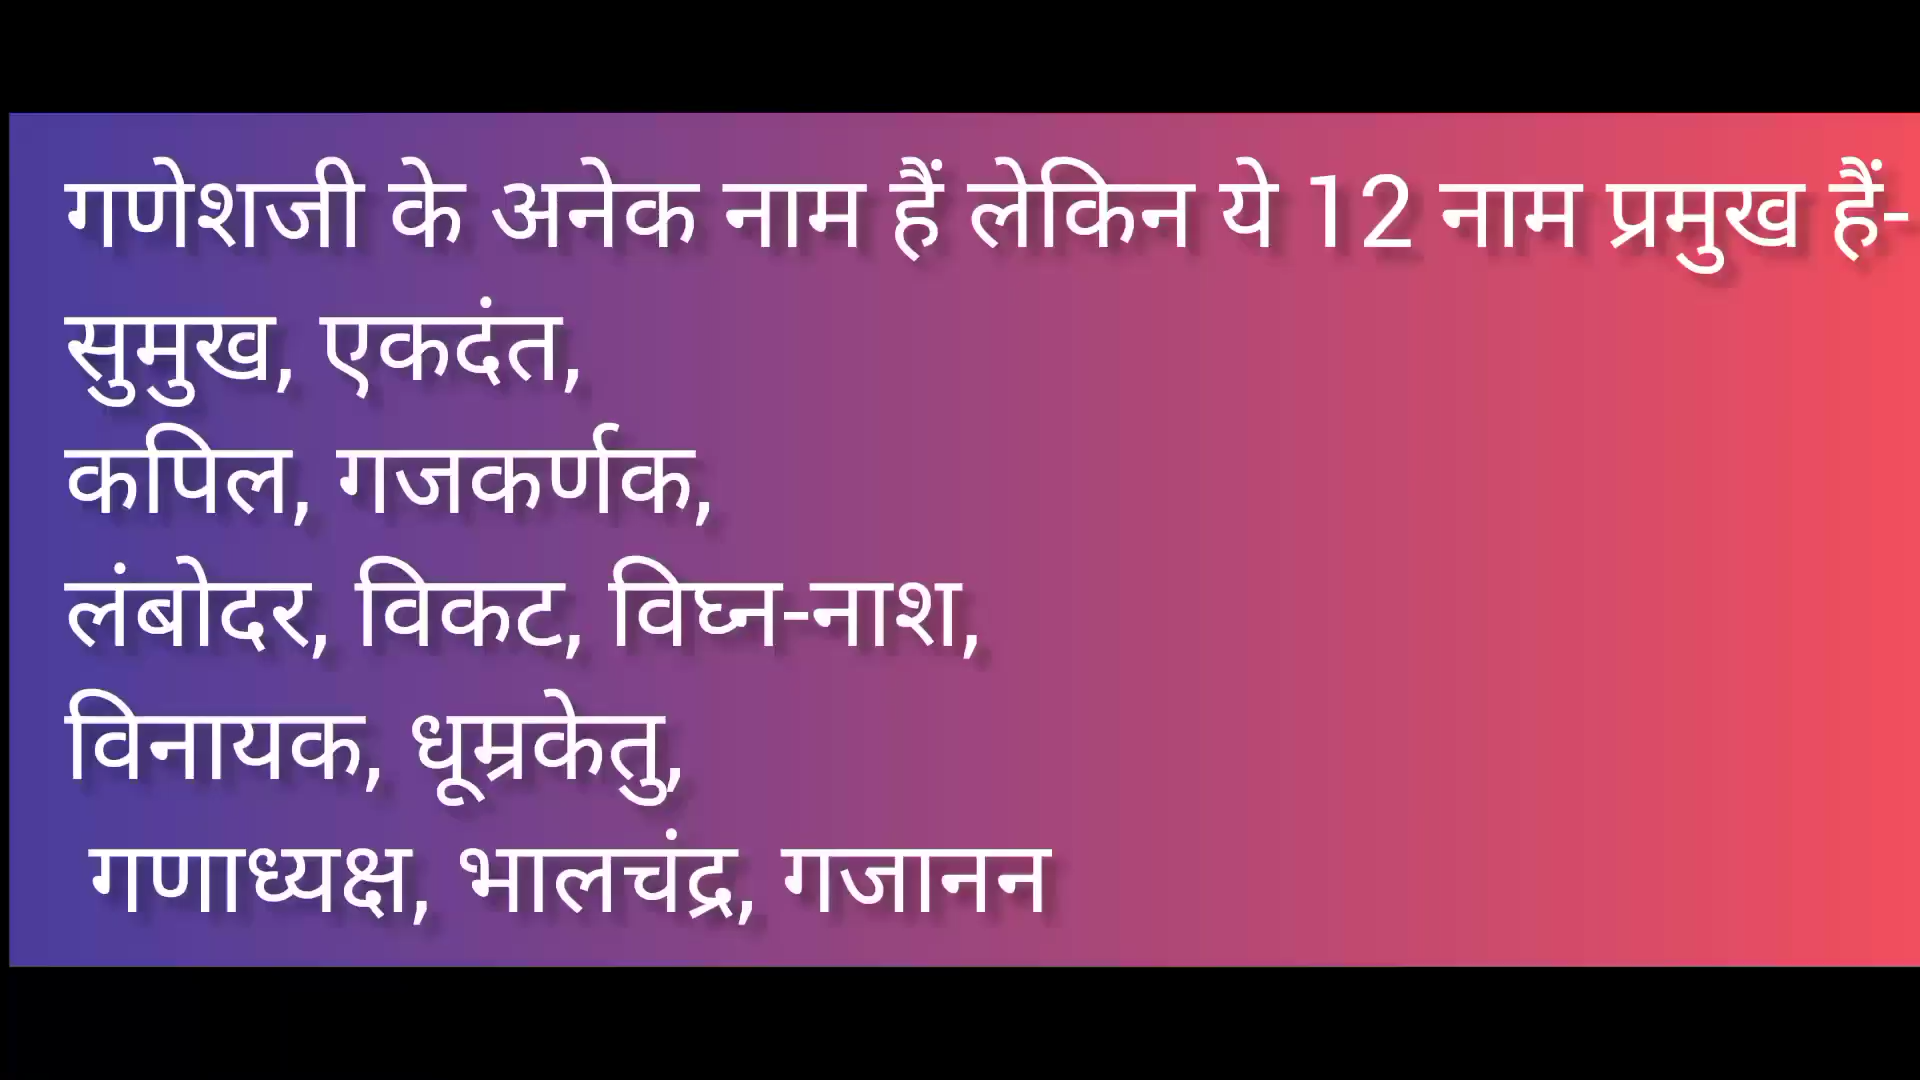 गणेशजी के अनेक नाम हैं लेकिन ये 12 नाम प्रमुख हैं-
सुमुख, एकदंत,
कपिल, गजकर्णक,
लंबोदर, विकट, विघ्न-नाश,
विनायक, धूम्रकेतु,
गणाध्यक्ष, भालचंद्र, गजानन